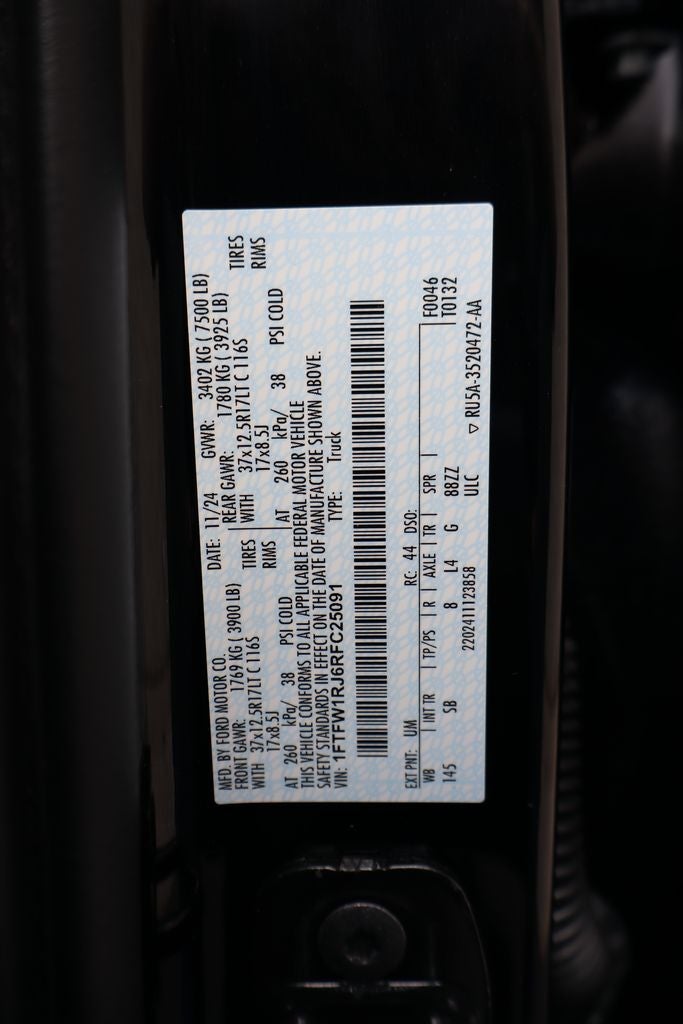 MFD. BY FORD MOTOR CO. DATE: 11/24 GVWR: 3402 KG ( 7500 LB)
FRONT GAWR: 1769 KG ( 3900 LB) REAR GAWR: 1780 KG ( 3925 LB)
WITH 37x12.5R17LT C 116S TIRES WITH 37x12.5R17LT C 116S TIRES
17x8.5J RIMS 17x8.5J RIMS
AT 260 kPa/ 38 PSI COLD AT 260 kPa/ 38 PSI COLD
THIS VEHICLE CONFORMS TO ALL APPLICABLE FEDERAL MOTOR VEHICLE
SAFETY STANDARDS IN EFFECT ON THE DATE OF MANUFACTURE SHOWN ABOVE.
VIN: 1FTFW1RJ6RFC25091 TYPE: Truck
EXT PNT: UM RC: 44 DSO: F0046
WB | INT TR | TP/PS | R | AXLE | TR | SPR | T0132
145 5B 8 L4 G 88ZZ
2202411123858 ULC ▽ RU5A-3520472-AA